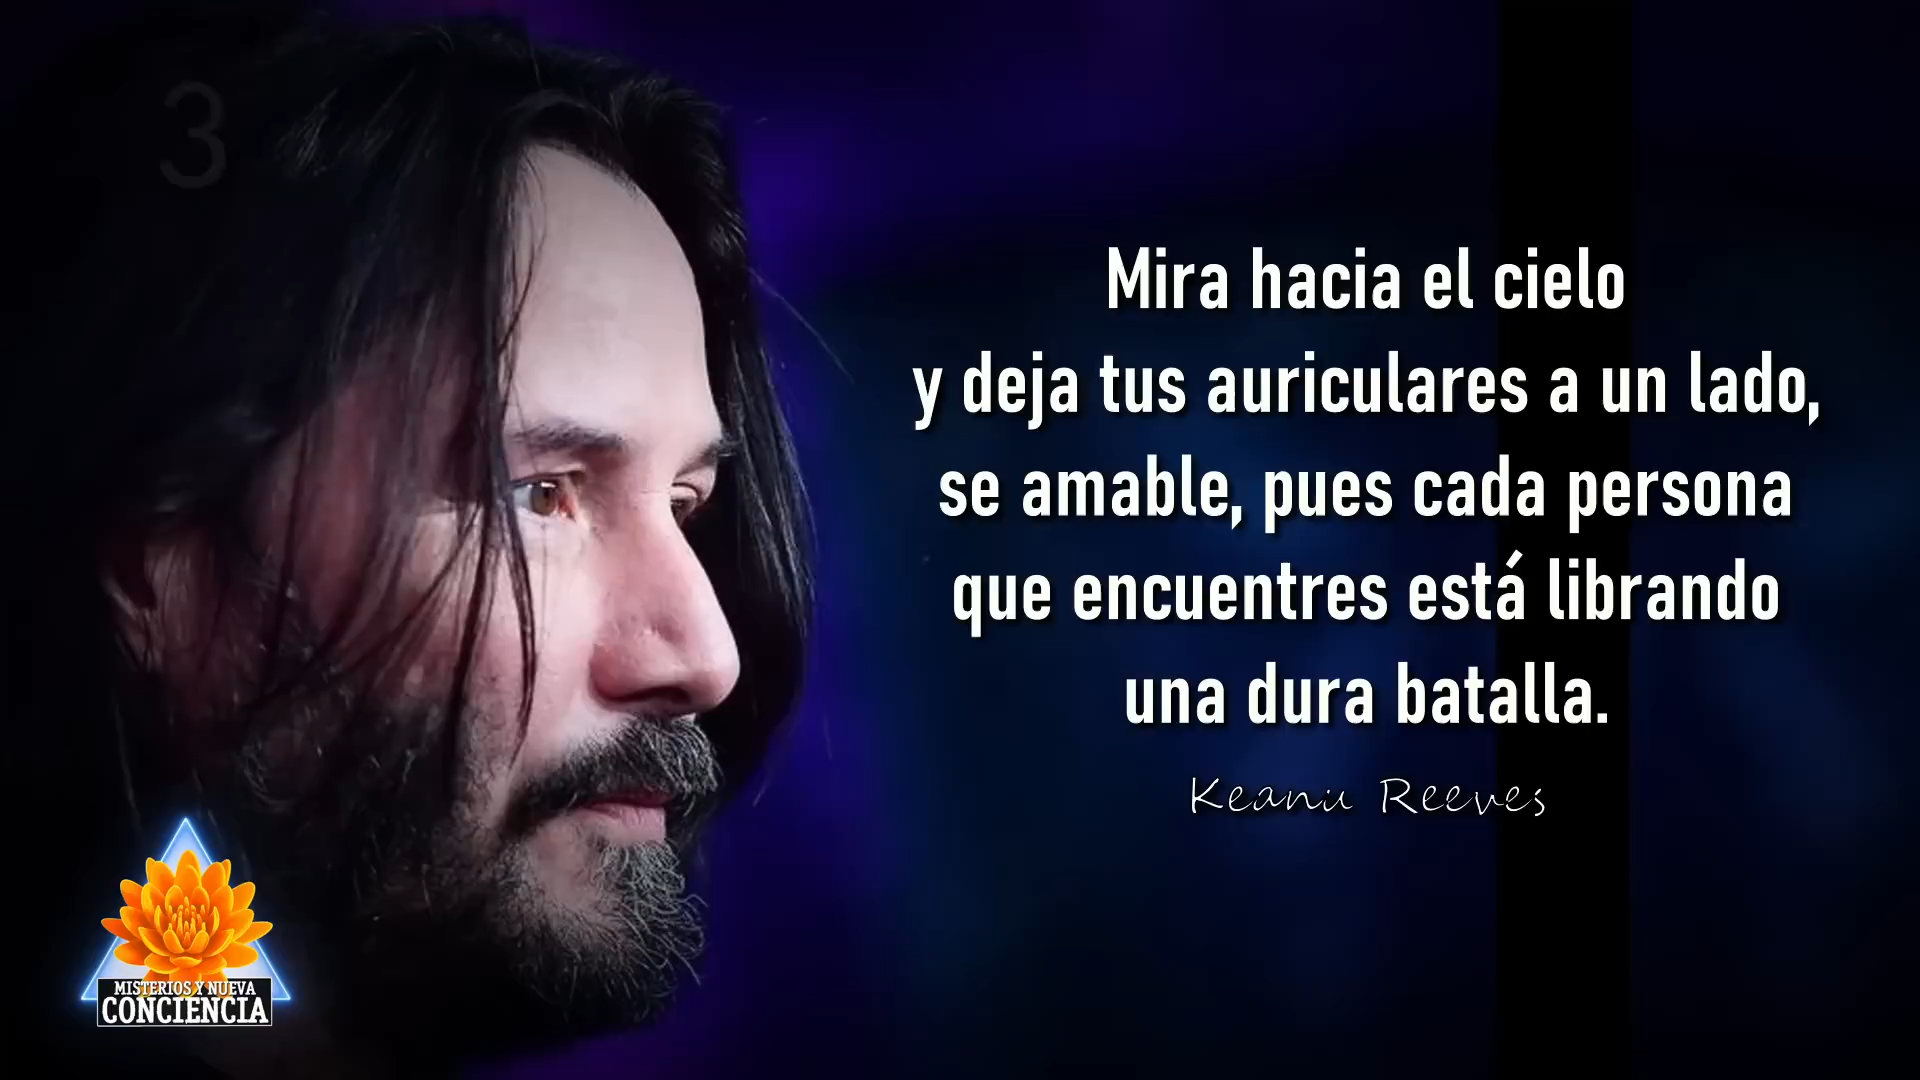 3
Mira hacia el cielo
y deja tus auriculares a un lado,
se amable, pues cada persona
que encuentres está librando
una dura batalla.
Keanu Reeves
MISTERIOS Y NUEVA
CONCIENCIA